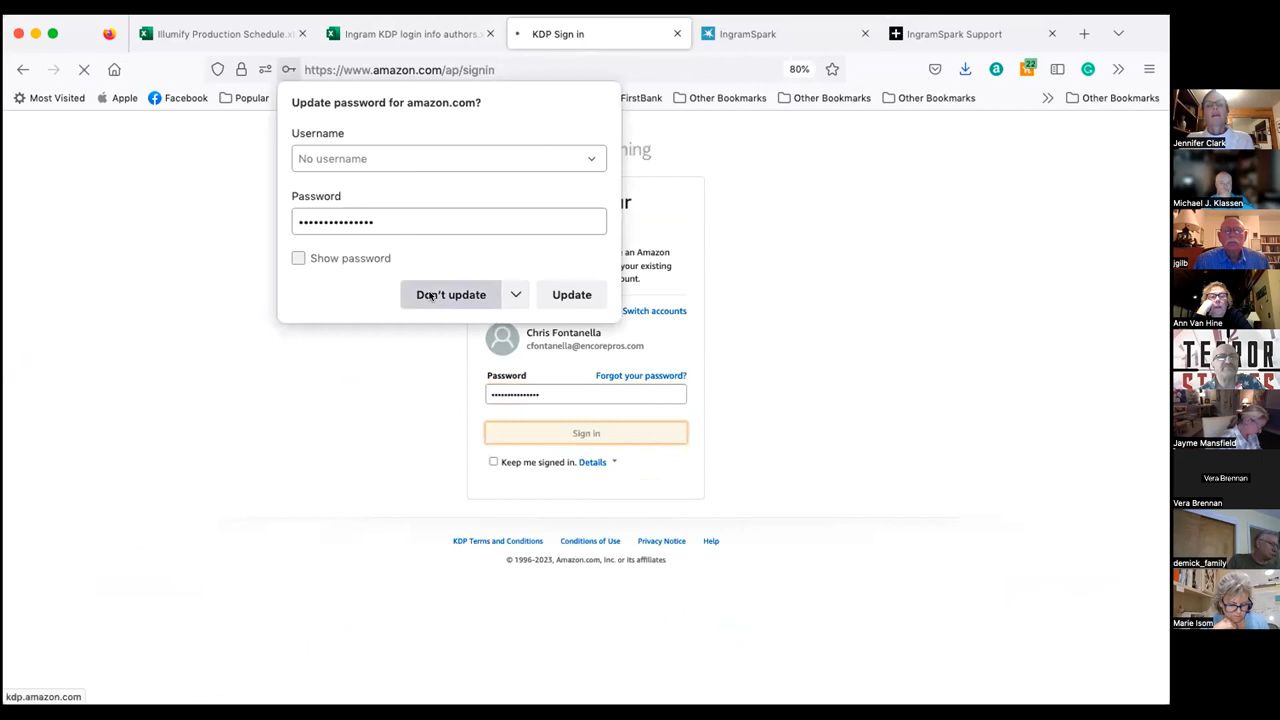 Illumify Production Schedule.xl
Ingram KDP login info authors.
KDP Sign in
IngramSpark
IngramSpark Support
https://www.amazon.com/ap/signin
80%
22
Most Visited
Apple
Facebook
Popular
FirstBank
Other Bookmarks
Other Bookmarks
Other Bookmarks
Other Bookmarks
Update password for amazon.com?
Username
No username
Password
•••••••••••••••
Show password
Don't update
Update
ning
ur
e an Amazon
your existing
ount.
Switch accounts
Chris Fontanella
cfontanella@encorepros.com
Password
Forgot your password?
•••••••••••••••
Sign in
Keep me signed in. Details
KDP Terms and Conditions
Conditions of Use
Privacy Notice
Help
© 1996-2023, Amazon.com, Inc. or its affiliates
kdp.amazon.com
Jennifer Clark
Michael J. Klassen
jgilb
Ann Van Hine
TERROR
Jayme Mansfield
Vera Brennan
Vera Brennan
demick_family
Marie Isom